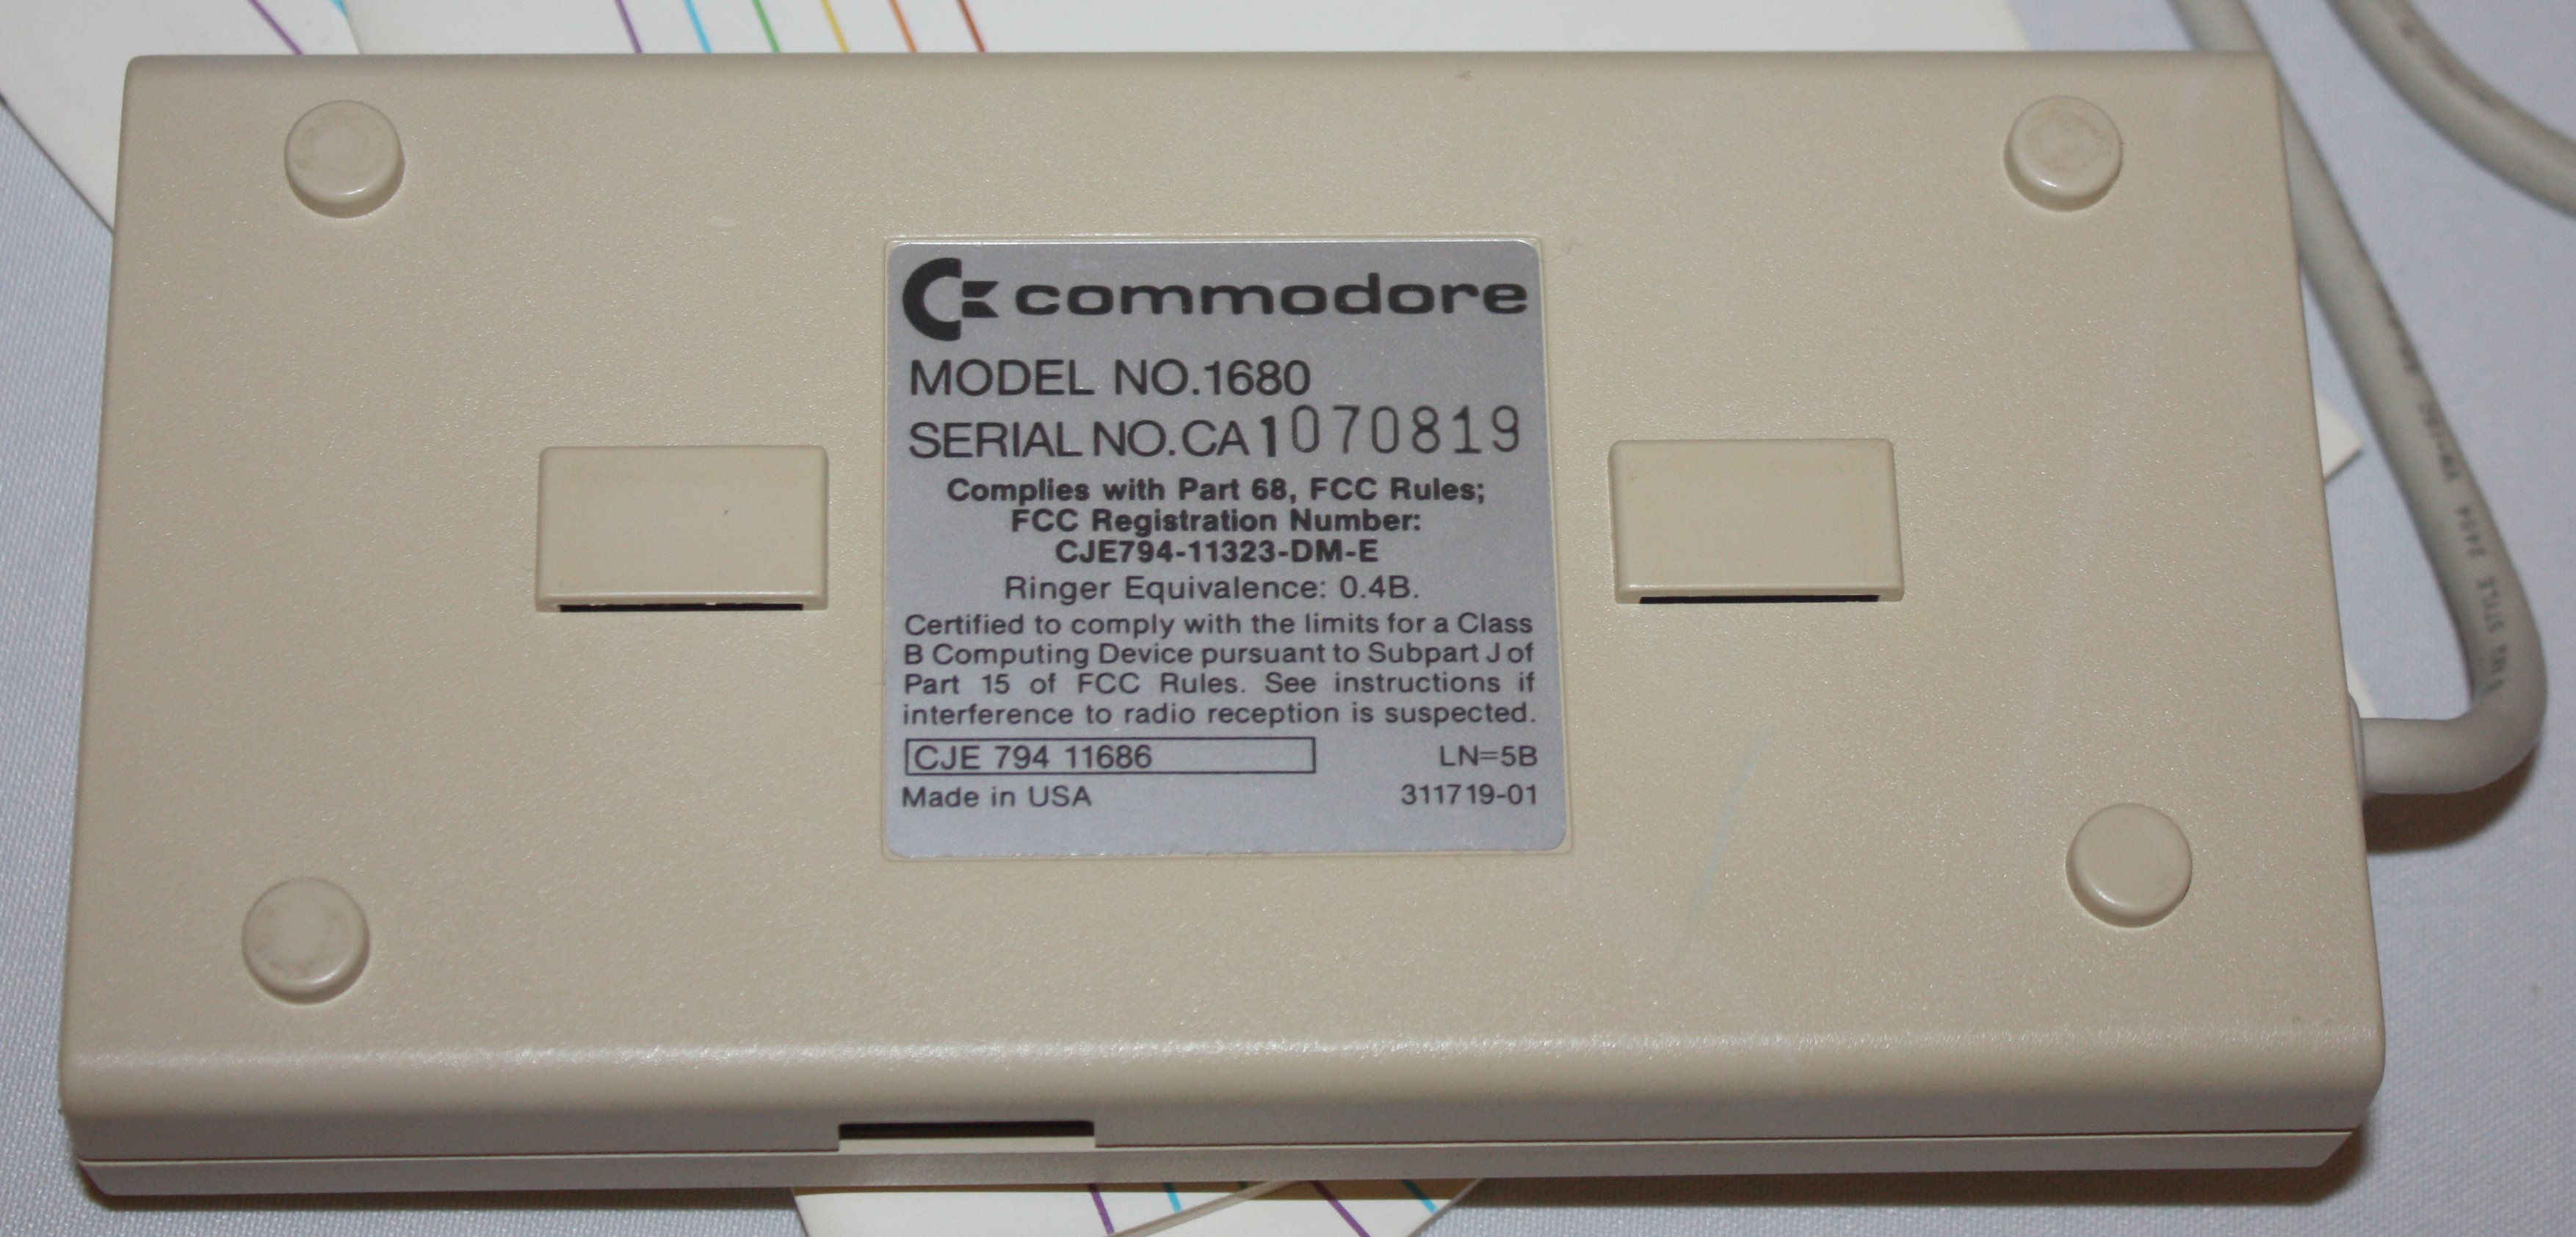 commodore
MODEL NO.1680
SERIAL NO.CA1070819
Complies with Part 68, FCC Rules;
FCC Registration Number:
CJE794-11323-DM-E
Ringer Equivalence: 0.4B.
Certified to comply with the limits for a Class
B Computing Device pursuant to Subpart J of
Part 15 of FCC Rules. See instructions if
interference to radio reception is suspected.
CJE 794 11686
LN=5B
Made in USA
311719-01
STYLE 2464